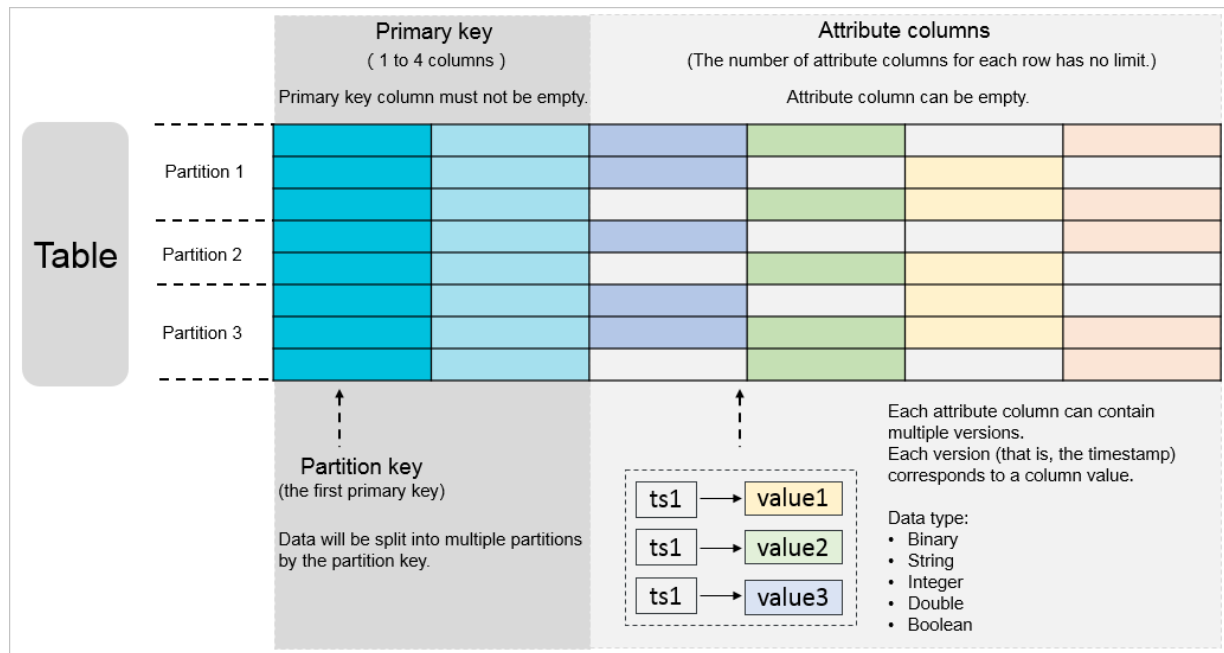 Primary key
( 1 to 4 columns )
Primary key column must not be empty.
Attribute columns
(The number of attribute columns for each row has no limit.)
Attribute column can be empty.
Table
Partition 1
Partition 2
Partition 3
Partition key
(the first primary key)
Data will be split into multiple partitions
by the partition key.
ts1
value1
ts1
value2
ts1
value3
Each attribute column can contain
multiple versions.
Each version (that is, the timestamp)
corresponds to a column value.
Data type:
• Binary
• String
• Integer
• Double
• Boolean